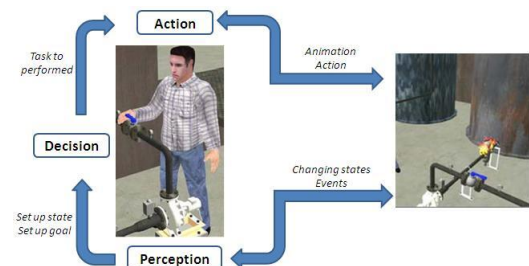 Action
Task to
performed
Animation
Action
Decision
Changing states
Events
Set up state
Set up goal
Perception